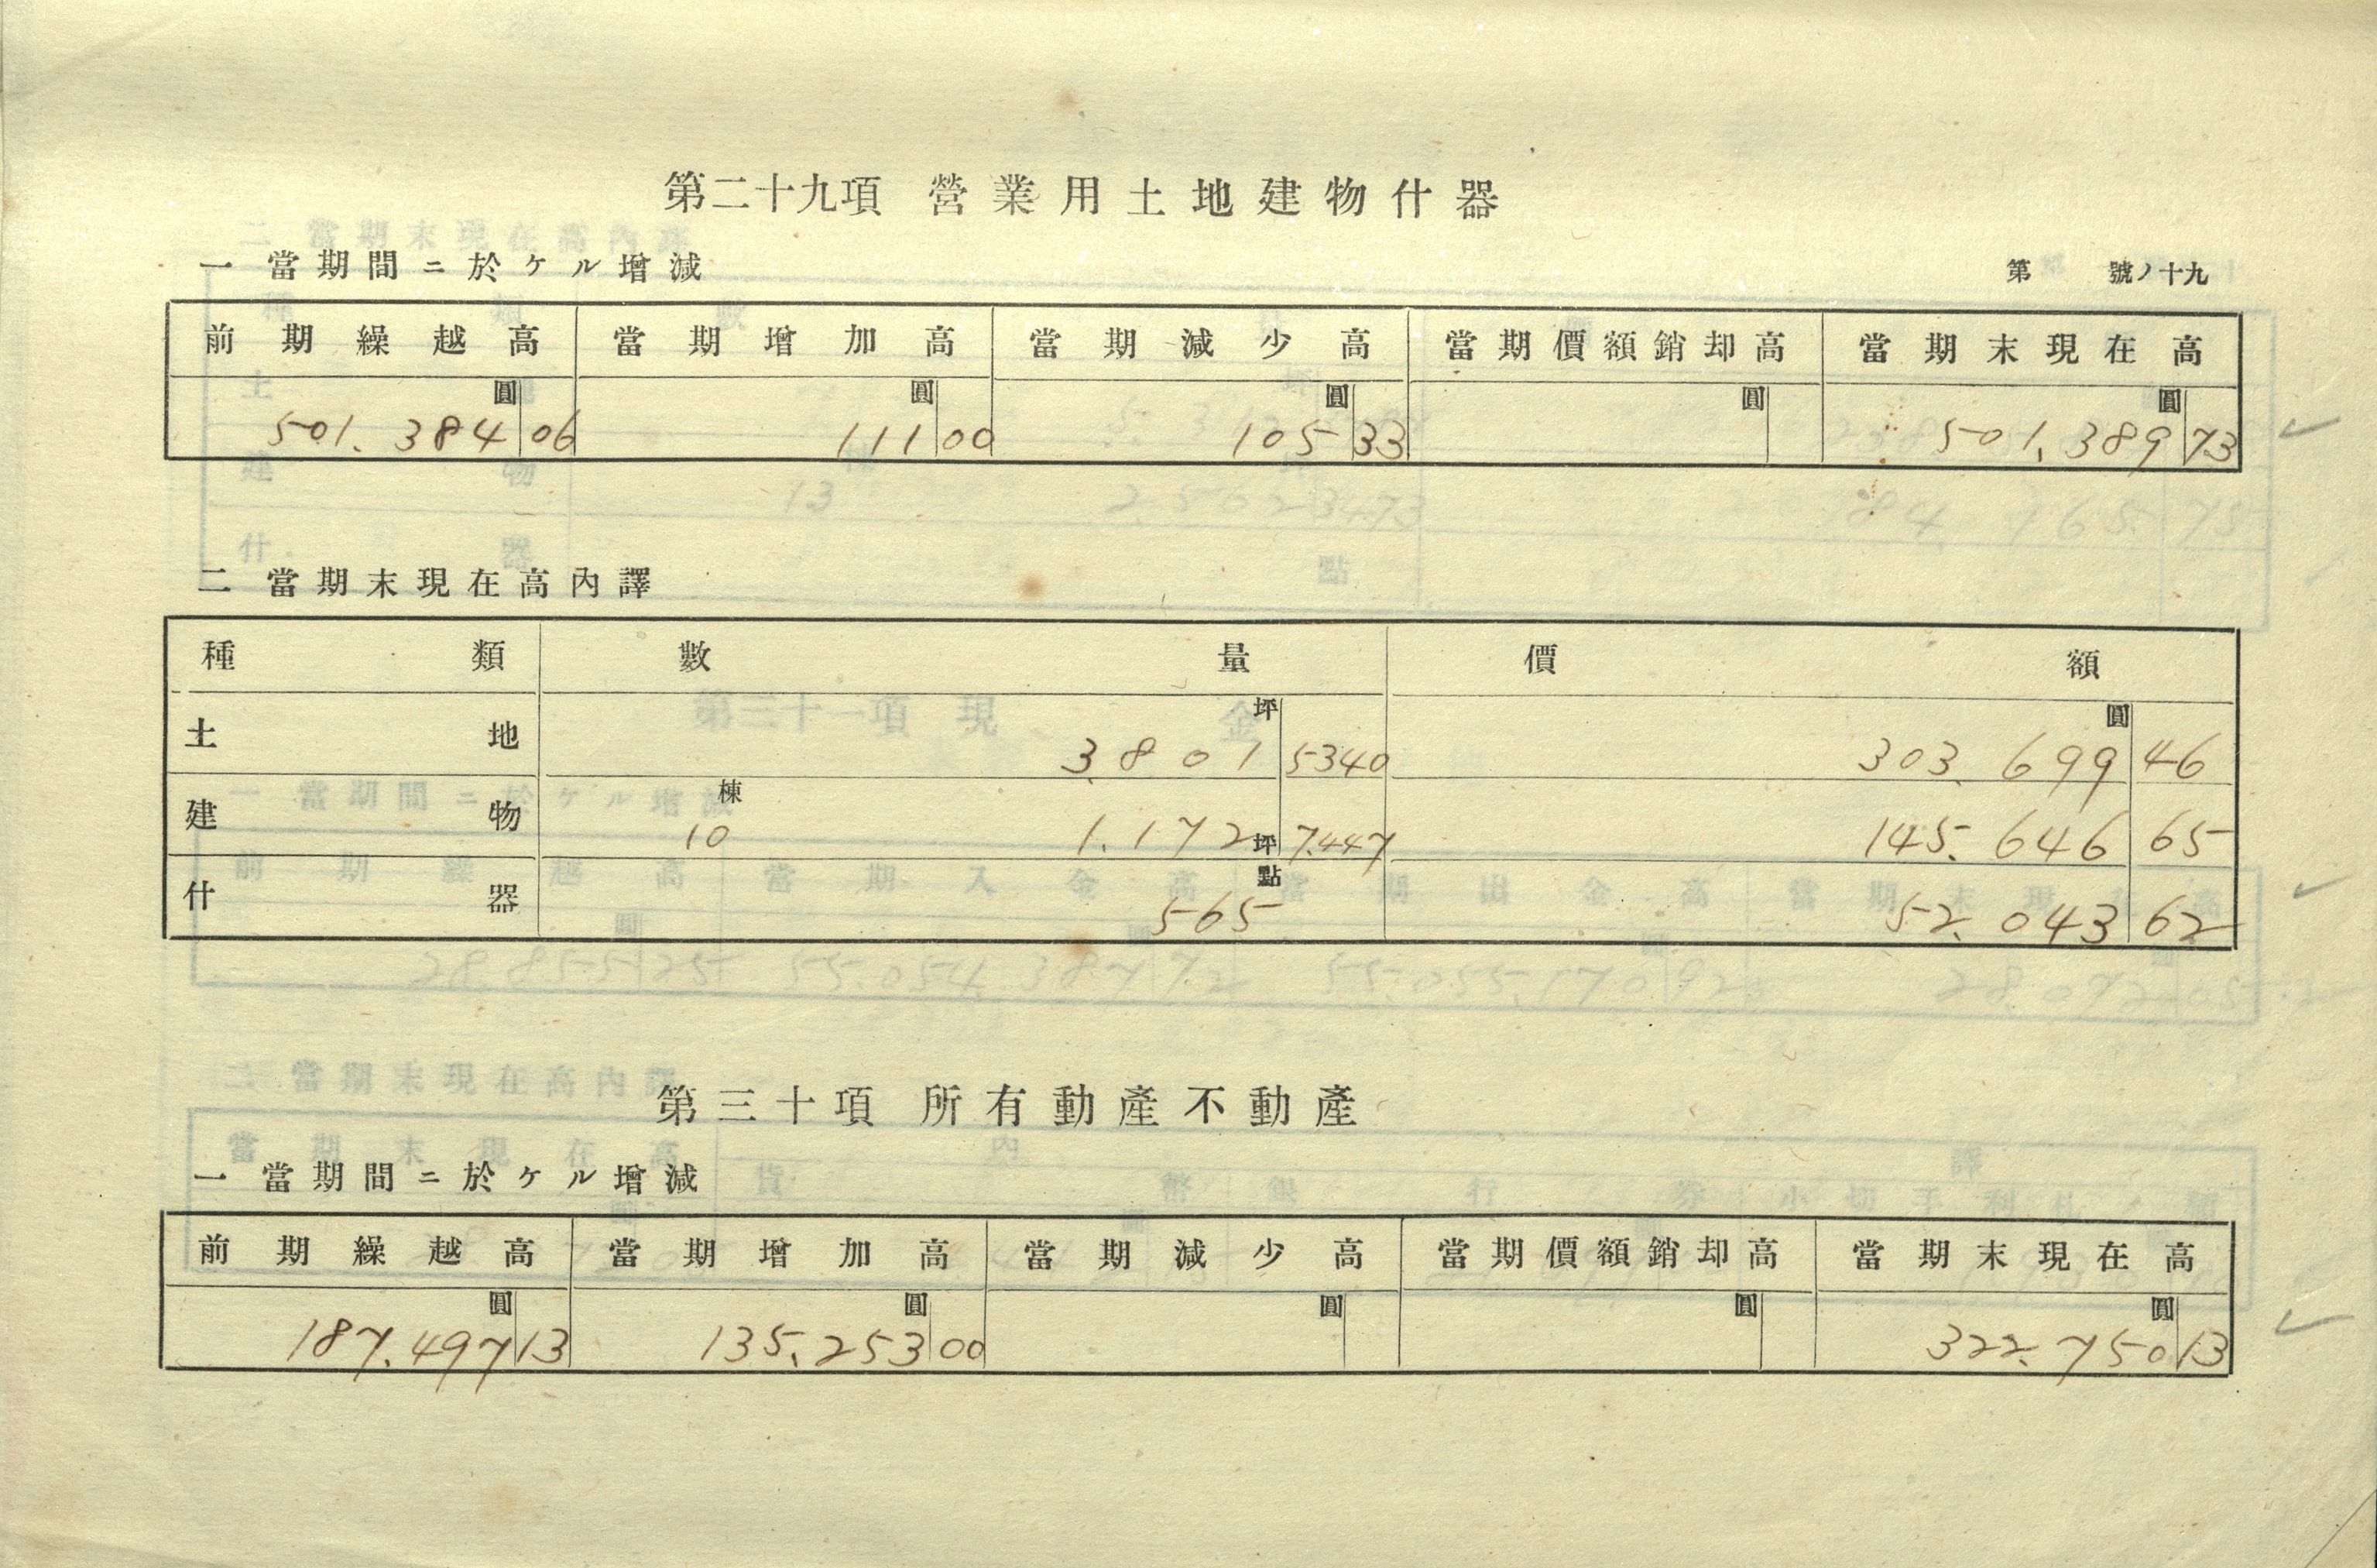 第二十九項 營業用土地建物什器
一 當期間ニ於ケル增減 第 號ノ十九
前期繰越高 當期增加高 當期減少高 當期價額銷却高 當期末現在高
圓 圓 圓 圓 圓
501.384 06 111 00 105 33 501.389 73
二 當期末現在高內譯
種類 數量 價額
土地 坪 3.801 5340 圓 303.699 46
建物 棟 10 1.172 坪 7.447 145.646 65
什器 點 565 52.043 62
第三十項 所有動產不動產
一 當期間ニ於ケル增減
前期繰越高 當期增加高 當期減少高 當期價額銷却高 當期末現在高
圓 圓 圓 圓 圓
187.497 13 135.253 00 322.750 13